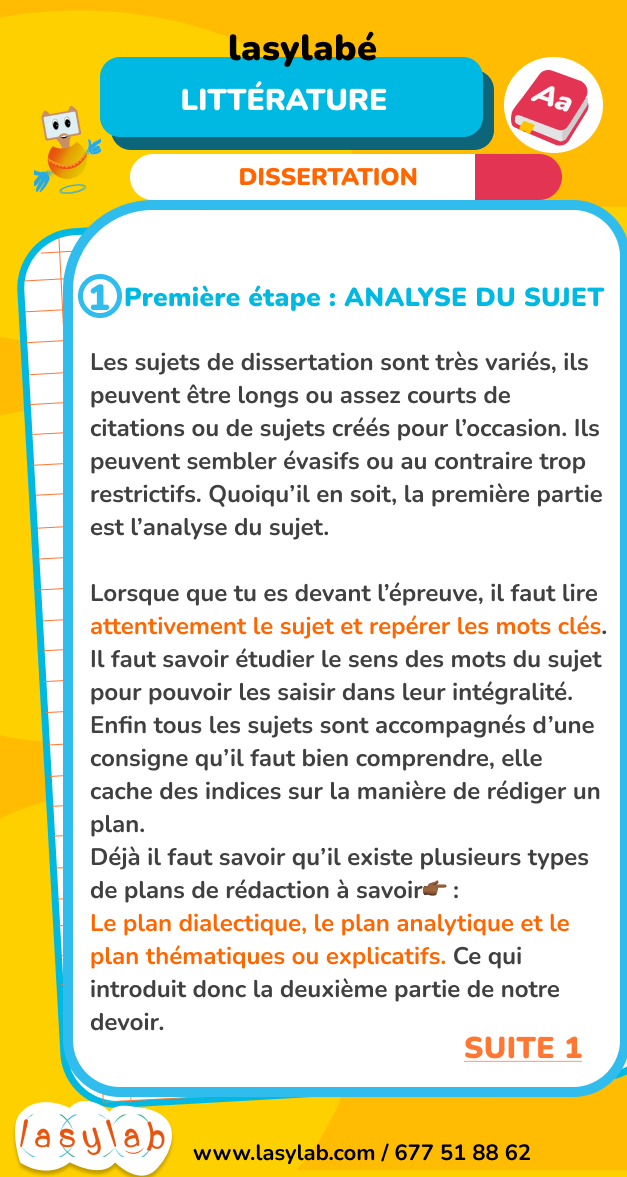 lasylabé
LITTÉRATURE
Aa
DISSERTATION
1 Première étape : ANALYSE DU SUJET
Les sujets de dissertation sont très variés, ils
peuvent être longs ou assez courts de
citations ou de sujets créés pour l’occasion. Ils
peuvent sembler évasifs ou au contraire trop
restrictifs. Quoiqu’il en soit, la première partie
est l’analyse du sujet.
Lorsque que tu es devant l’épreuve, il faut lire
attentivement le sujet et repérer les mots clés.
Il faut savoir étudier le sens des mots du sujet
pour pouvoir les saisir dans leur intégralité.
Enfin tous les sujets sont accompagnés d’une
consigne qu’il faut bien comprendre, elle
cache des indices sur la manière de rédiger un
plan.
Déjà il faut savoir qu’il existe plusieurs types
de plans de rédaction à savoir👉🏾 :
Le plan dialectique, le plan analytique et le
plan thématiques ou explicatifs. Ce qui
introduit donc la deuxième partie de notre
devoir.
SUITE 1
lasylab
www.lasylab.com / 677 51 88 62